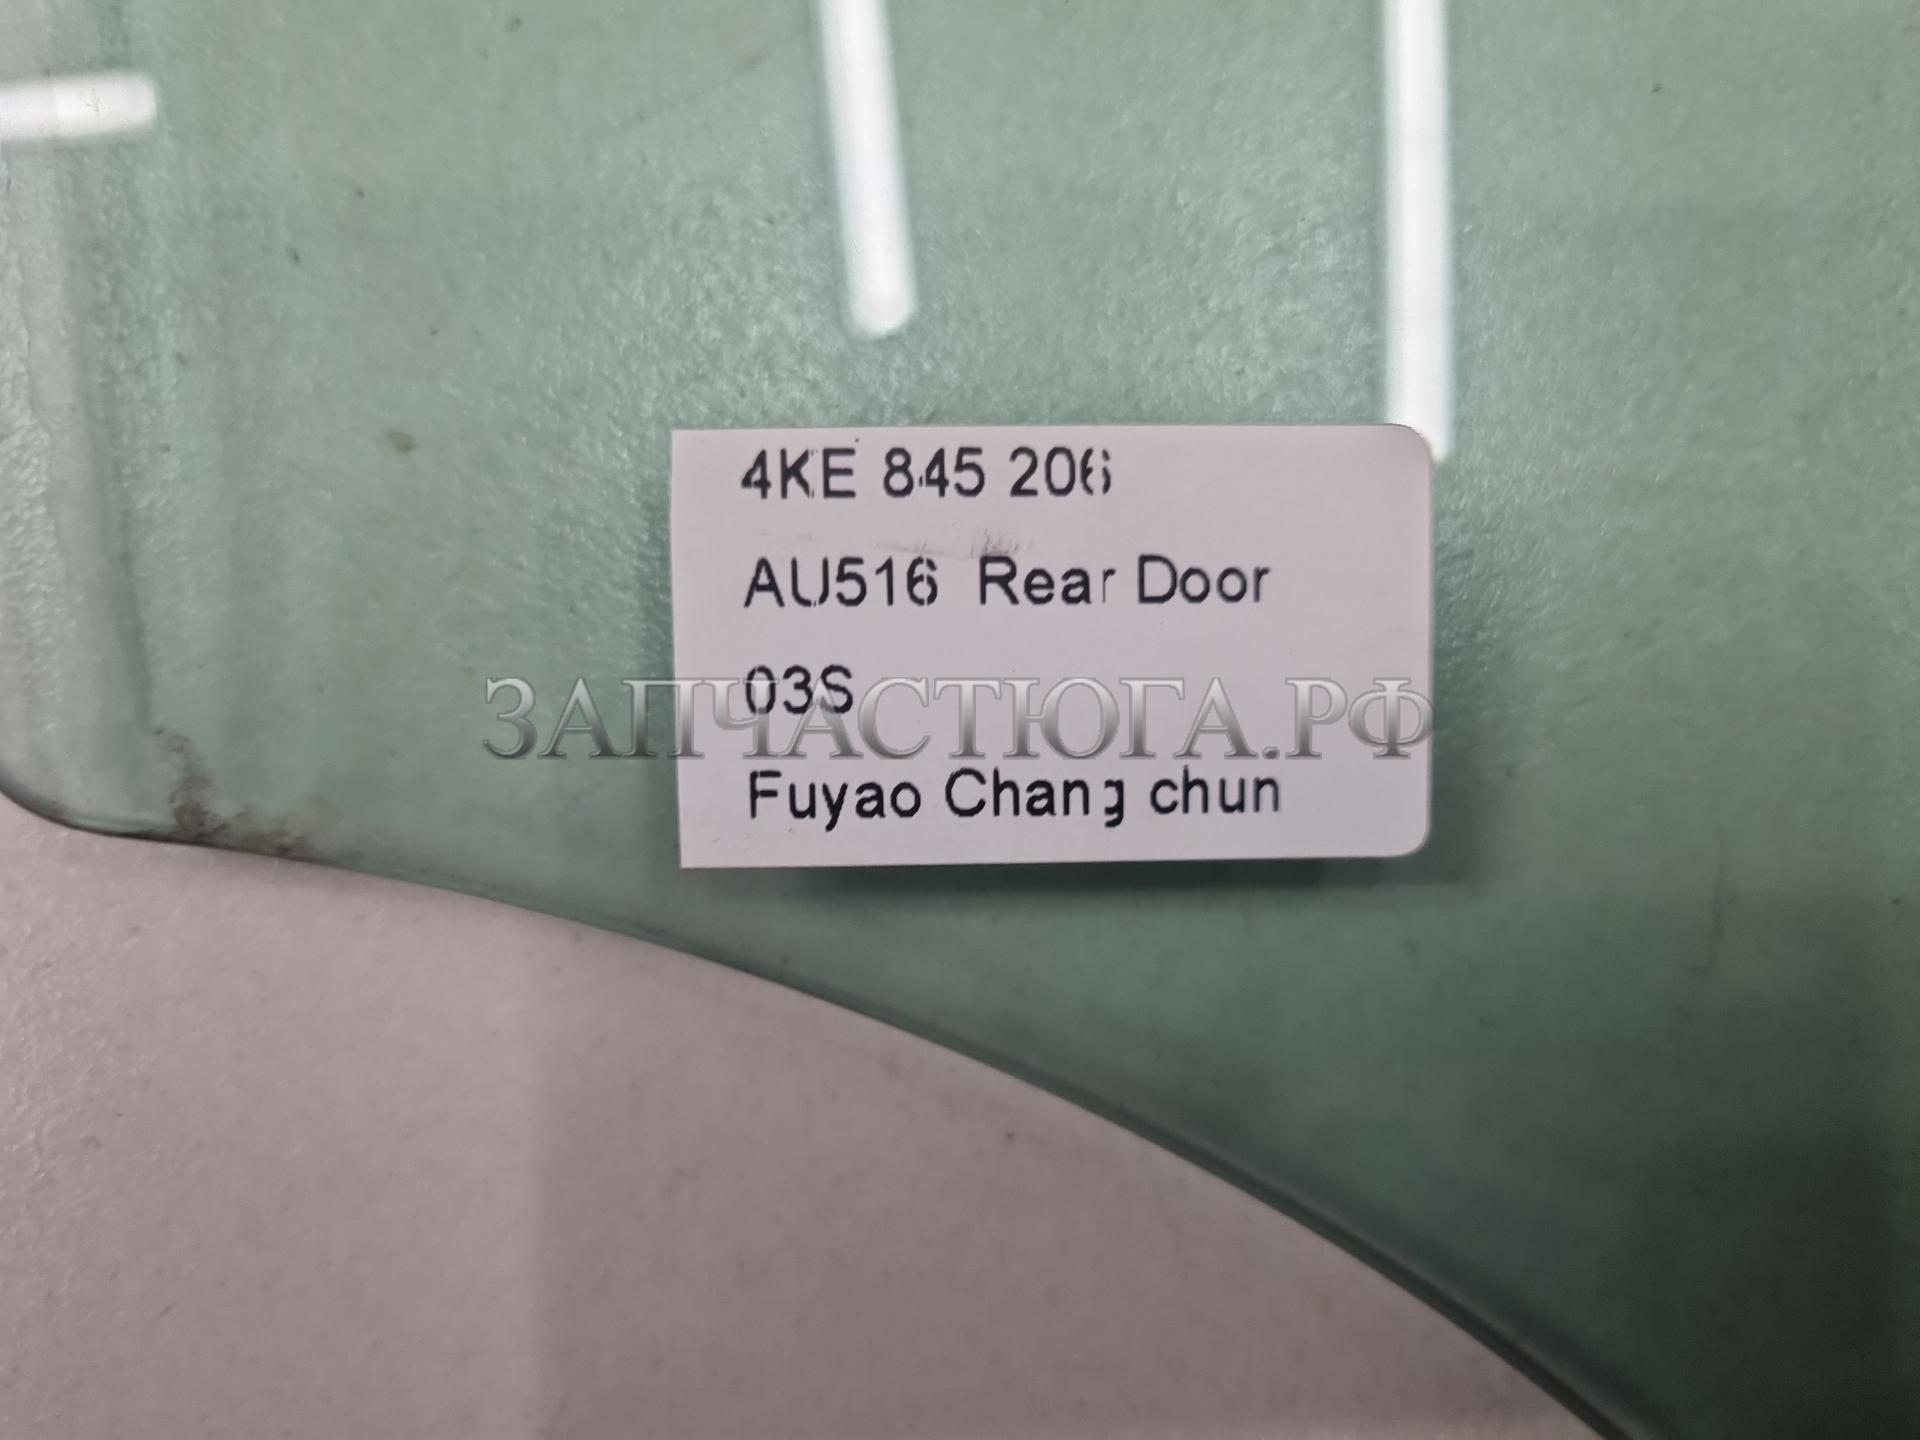 4KE 845 206
AU516 Rear Door
03S
ЗАПЧАСТЮГА.РФ
Fuyao Chang chun